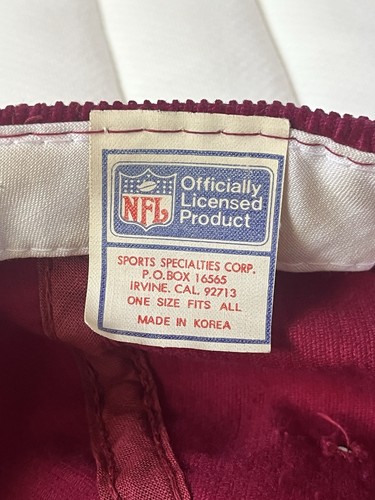 NFL
Officially
Licensed
Product
SPORTS SPECIALTIES CORP.
P.O.BOX 16565
IRVINE. CAL. 92713
ONE SIZE FITS ALL
MADE IN KOREA